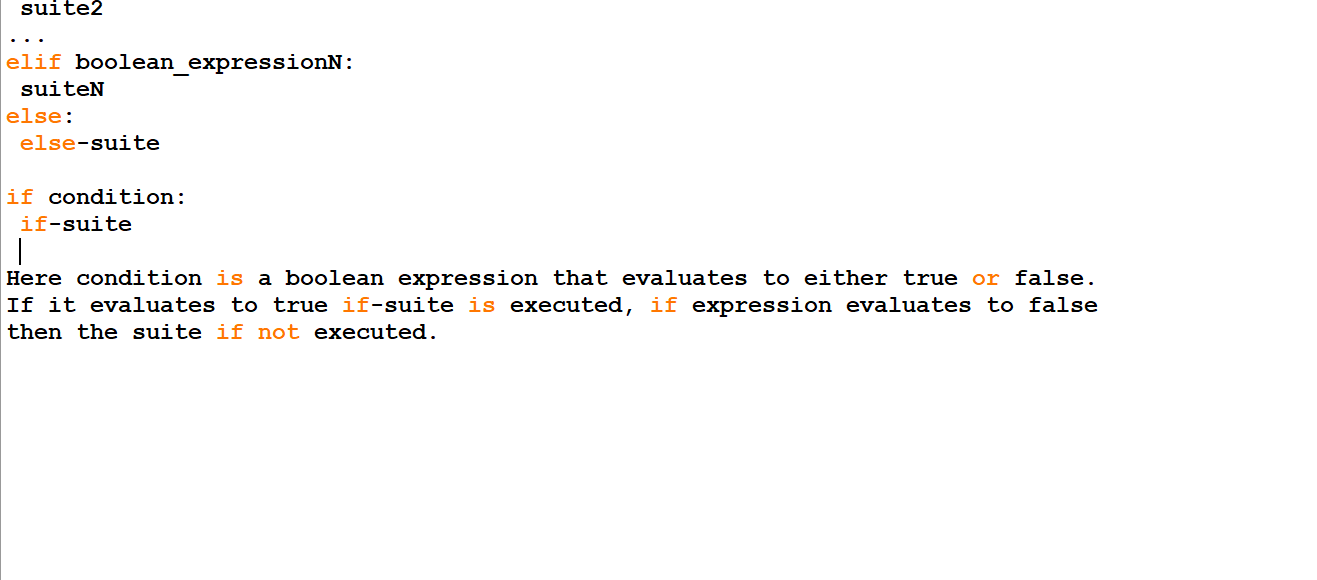 suite2
...
elif boolean_expressionN:
suiteN
else:
else-suite
if condition:
if-suite
Here condition is a boolean expression that evaluates to either true or false.
If it evaluates to true if-suite is executed, if expression evaluates to false
then the suite if not executed.